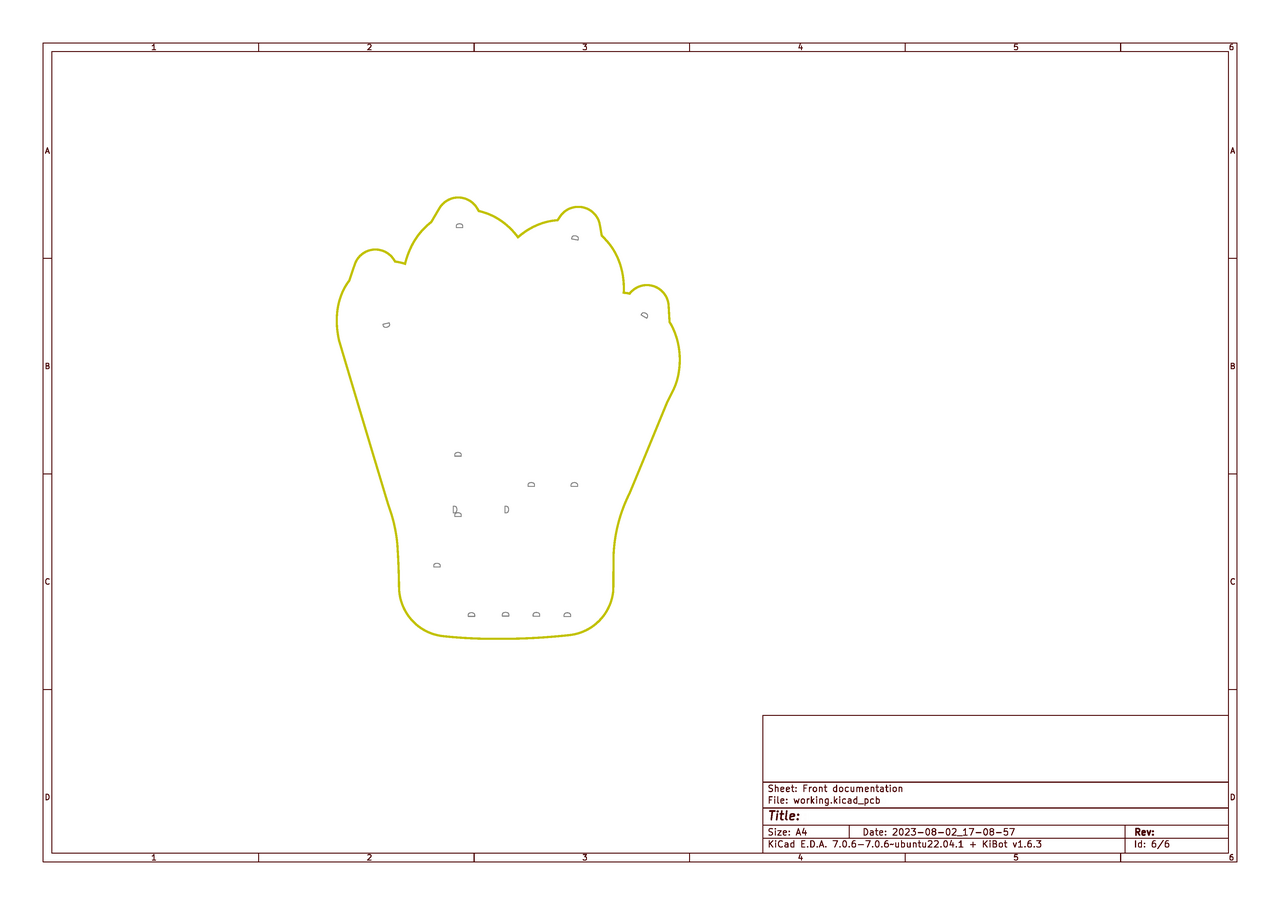 1 2 3 4 5 6
A A
D
D
D
D
B B
D
D D
D D
D
D
C C
D D D D
Sheet: Front documentation
D D
File: working.kicad_pcb
Title:
Size: A4 Date: 2023-08-02_17-08-57 Rev:
KiCad E.D.A. 7.0.6-7.0.6~ubuntu22.04.1 + KiBot v1.6.3 Id: 6/6
1 2 3 4 5 6